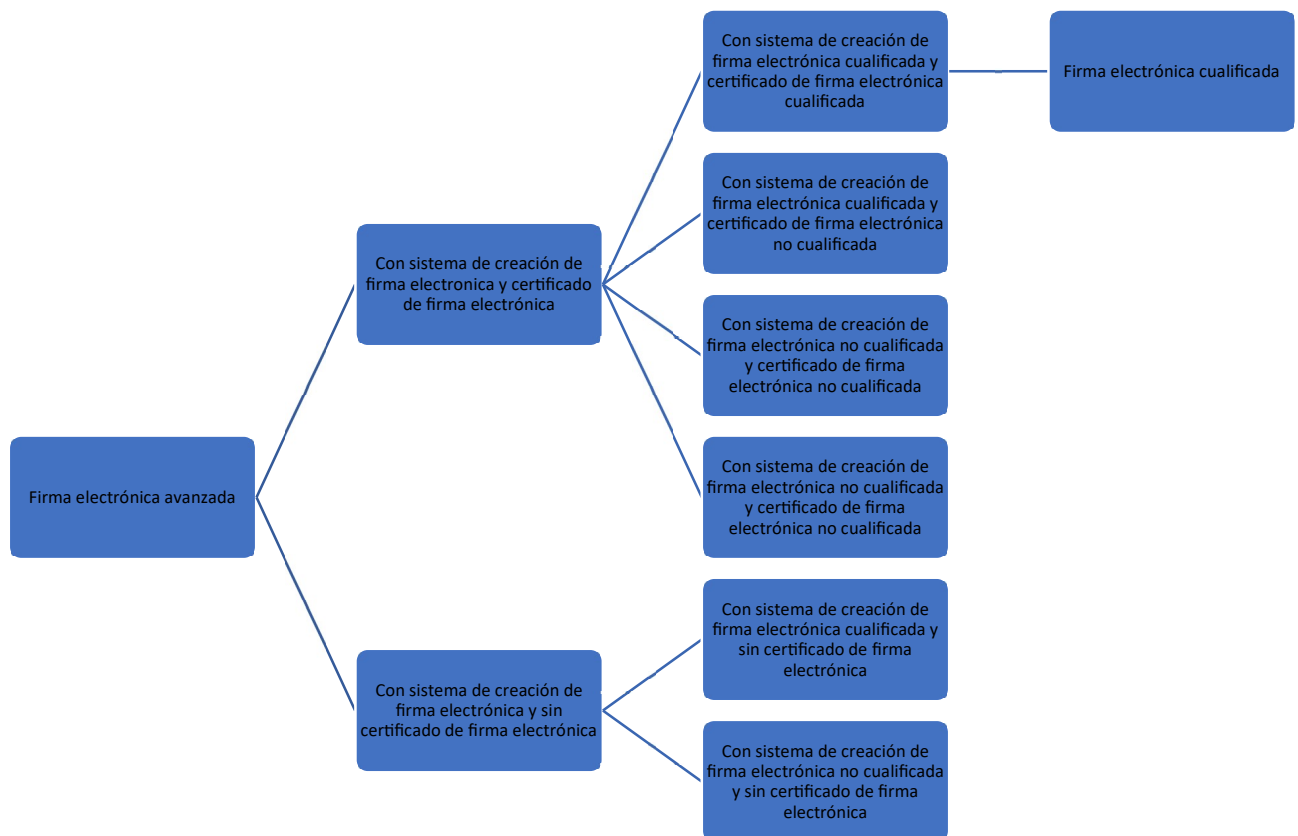 Con sistema de creación de
firma electrónica cualificada y
certificado de firma electrónica
cualificada
Firma electrónica cualificada
Con sistema de creación de
firma electrónica cualificada y
certificado de firma electrónica
no cualificada
Con sistema de creación de
firma electronica y certificado
de firma electrónica
Con sistema de creación de
firma electrónica no cualificada
y certificado de firma
electrónica no cualificada
Firma electrónica avanzada
Con sistema de creación de
firma electrónica no cualificada
y certificado de firma
electrónica no cualificada
Con sistema de creación de
firma electrónica cualificada y
sin certificado de firma
electrónica
Con sistema de creación de
firma electrónica y sin
certificado de firma electrónica
Con sistema de creación de
firma electrónica no cualificada
y sin certificado de firma
electrónica